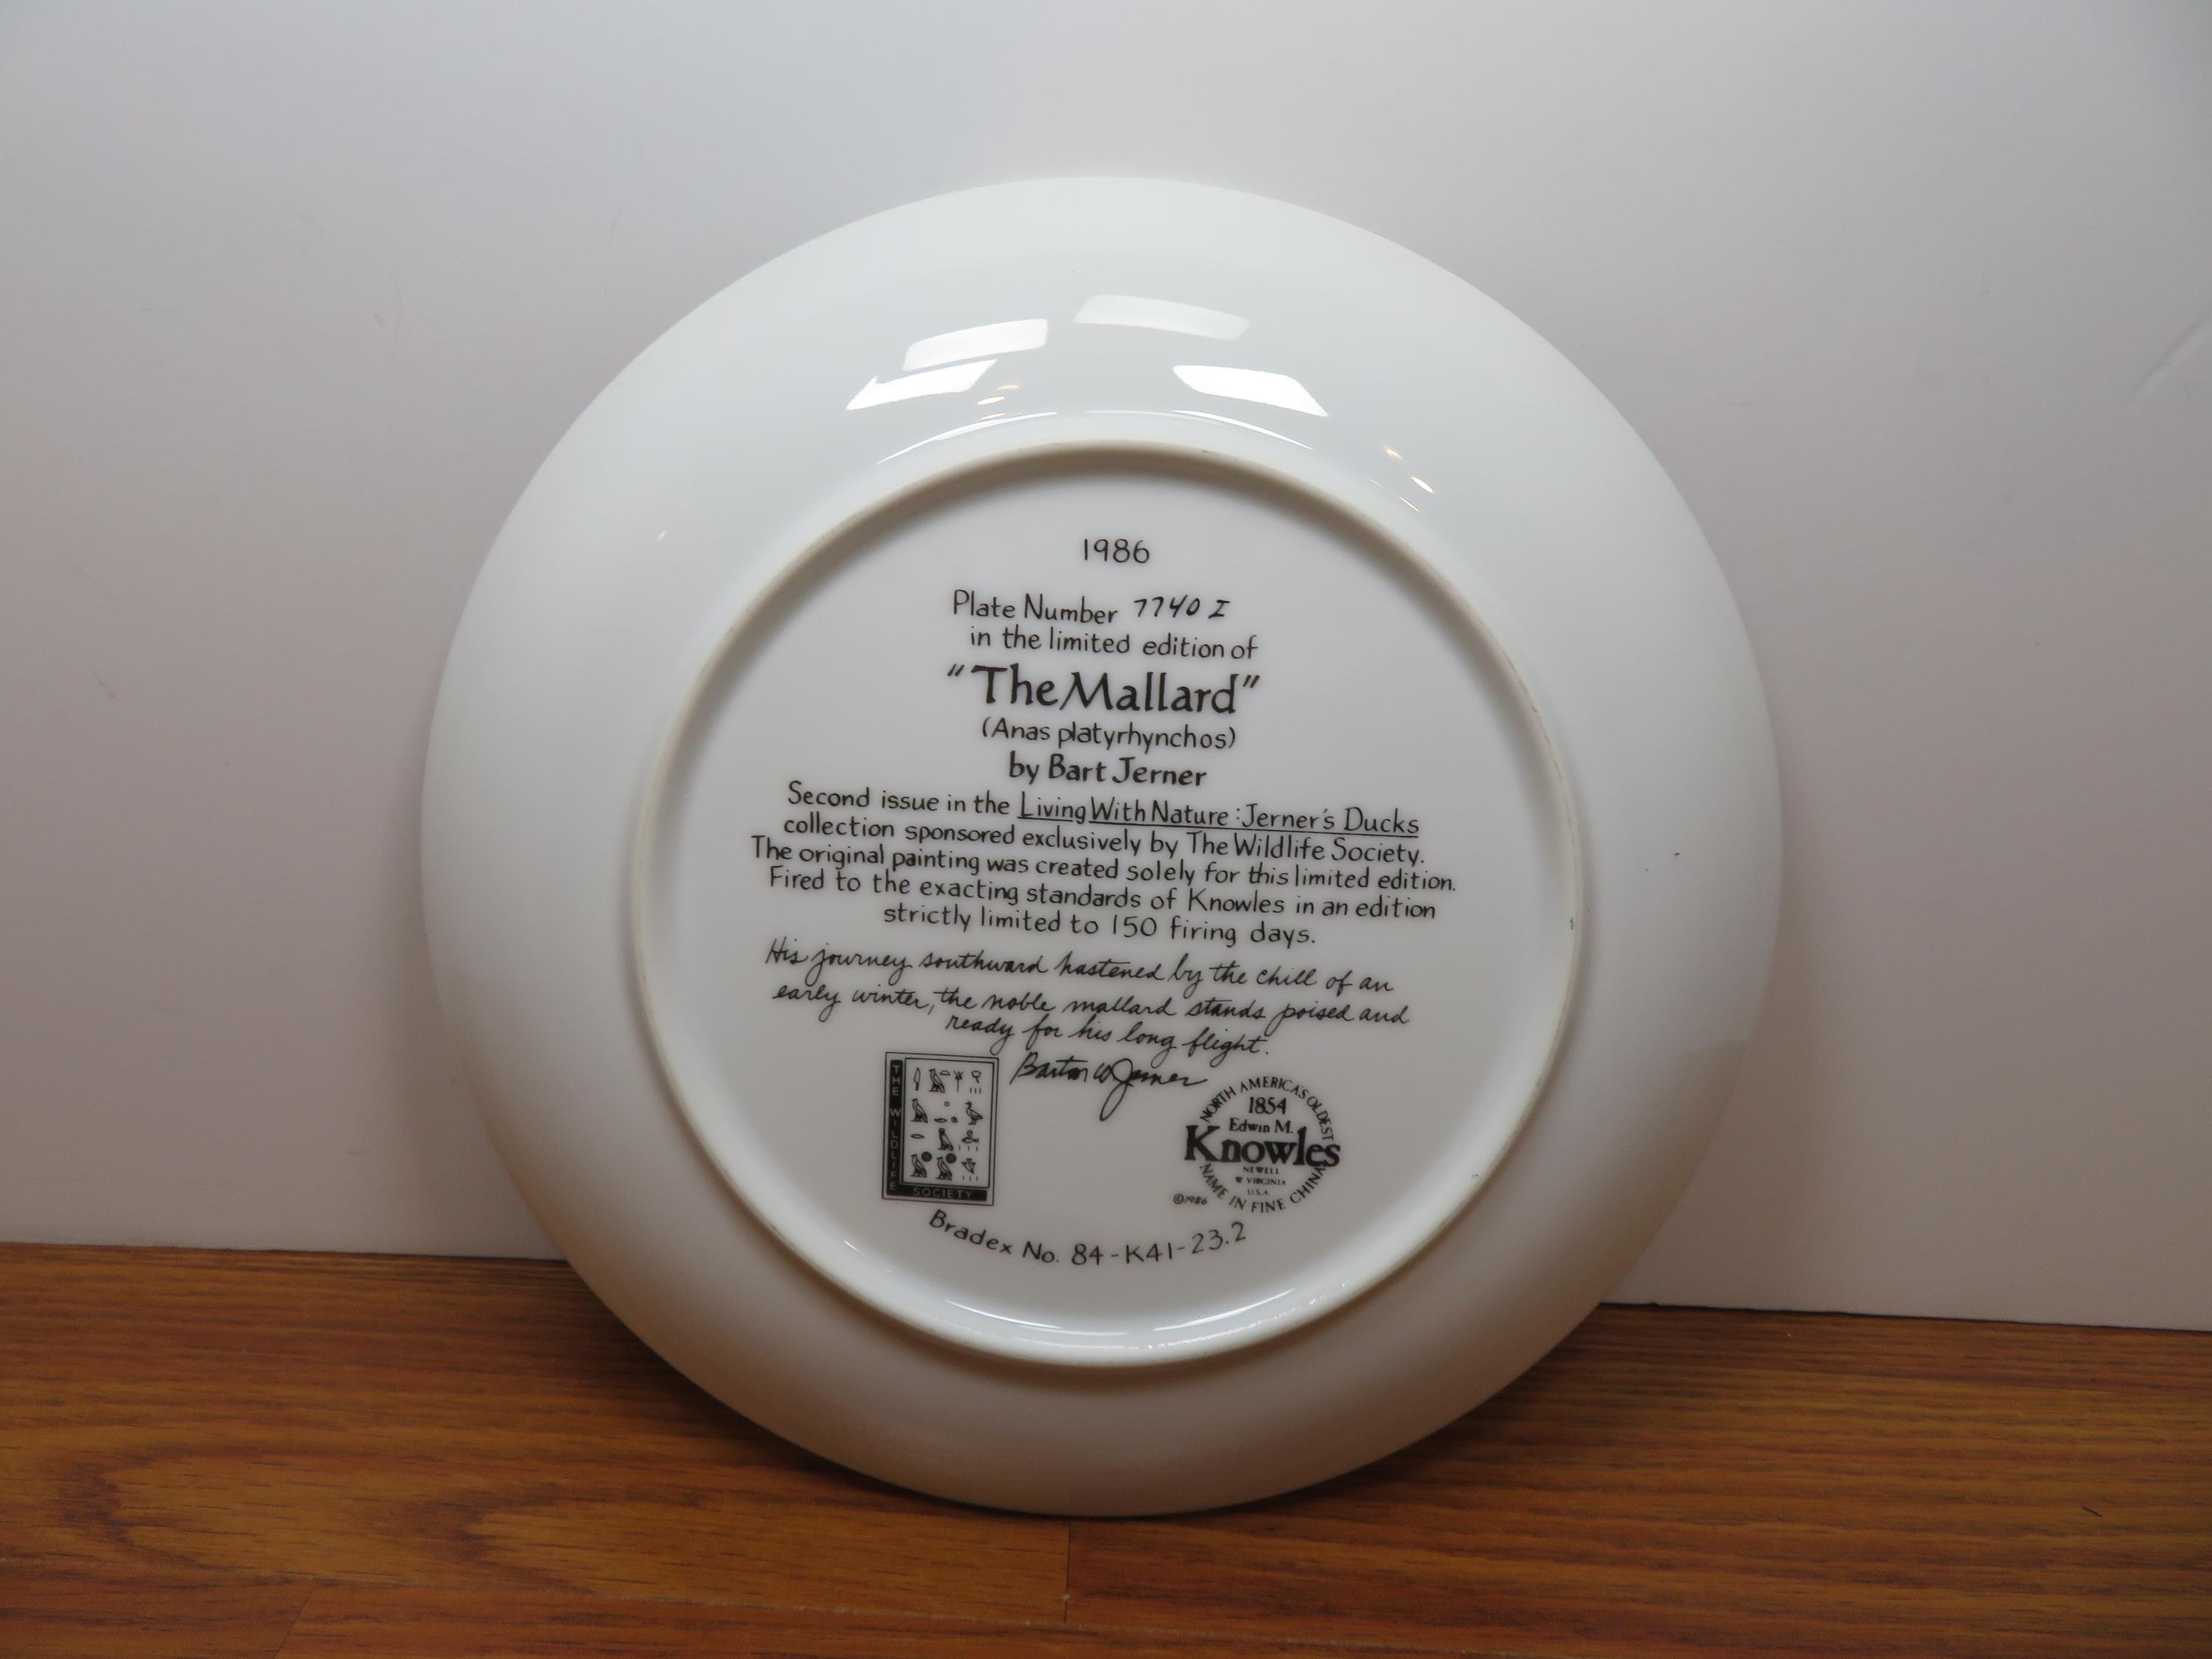 1986
Plate Number 7740 I
in the limited edition of
"The Mallard"
(Anas platyrhynchos)
by Bart Jerner
Second issue in the Living With Nature: Jerner's Ducks
collection sponsored exclusively by The Wildlife Society.
The original painting was created solely for this limited edition.
Fired to the exacting standards of Knowles in an edition
strictly limited to 150 firing days.
His journey southward hastened by the chill of an
early winter, the noble mallard stands poised and
ready for his long flight.
Barton W Jerner
THE WILDLIFE
SOCIETY
NORTH AMERICA'S OLDEST
1854
Edwin M.
Knowles
NEWELL
W VIRGINIA
U.S.A.
NAME IN FINE CHINA
©1986
Bradex No. 84-K41-23.2